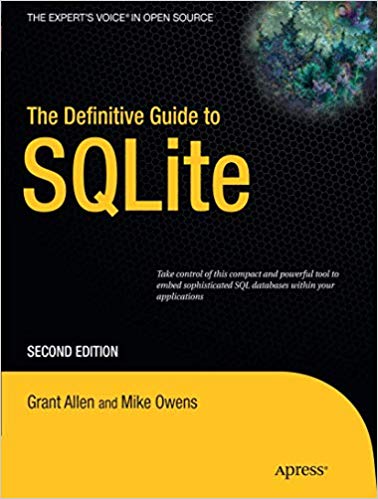 THE EXPERT'S VOICE® IN OPEN SOURCE
The Definitive Guide to
SQLite
Take control of this compact and powerful tool to
embed sophisticated SQL databases within your
applications
SECOND EDITION
Grant Allen and Mike Owens
Apress®